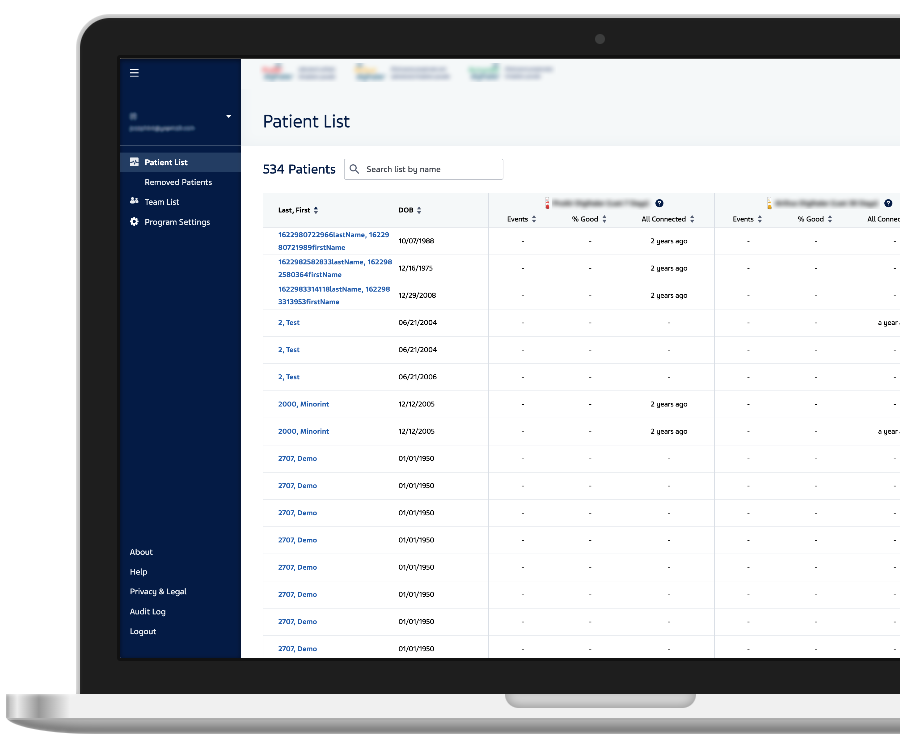 Patient List
534 Patients
Search list by name
Patient List
Removed Patients
Team List
Program Settings
About
Help
Privacy & Legal
Audit Log
Logout
Last, First DOB
Events % Good All Connected Events % Good All Connec
1622980722966lastName, 16229
80721989firstName 10/07/1988 - - 2 years ago - - -
1622982582833lastName, 162298
2580364firstName 12/16/1975 - - 2 years ago - - -
1622983314118lastName, 162298
3313953firstName 12/29/2008 - - 2 years ago - - -
2, Test 06/21/2004 - - - - - a year
2, Test 06/21/2004 - - - - - -
2, Test 06/21/2006 - - - - - -
2000, Minorint 12/12/2005 - - 2 years ago - - -
2000, Minorint 12/12/2005 - - 2 years ago - - a year
2707, Demo 01/01/1950 - - - - - -
2707, Demo 01/01/1950 - - - - - -
2707, Demo 01/01/1950 - - - - - -
2707, Demo 01/01/1950 - - - - - -
2707, Demo 01/01/1950 - - - - - -
2707, Demo 01/01/1950 - - - - - -
2707, Demo 01/01/1950 - - - - - -
2707, Demo 01/01/1950 - - - - - -